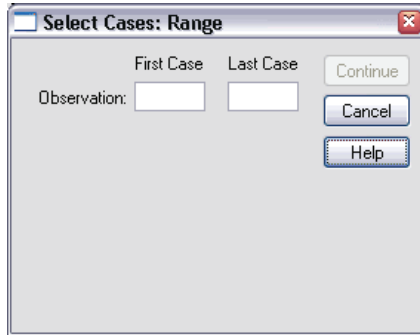 Select Cases: Range
First Case Last Case
Continue
Observation:
Cancel
Help